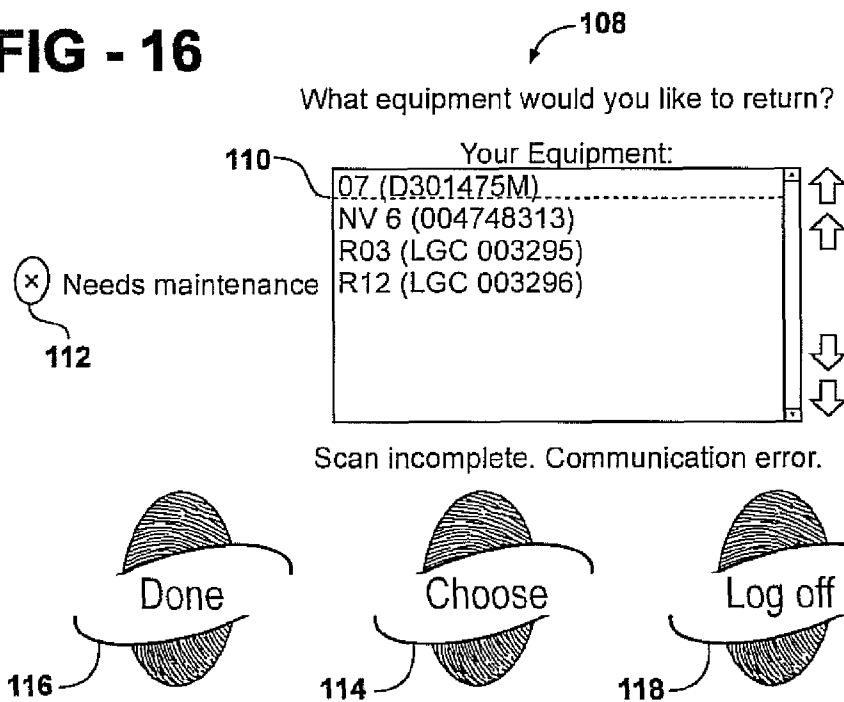 FIG - 16
108
What equipment would you like to return?
110
Your Equipment:
07 (D301475M)
NV 6 (004748313)
R03 (LGC 003295)
R12 (LGC 003296)
× Needs maintenance
112
Scan incomplete. Communication error.
Done
Choose
Log off
116
114
118